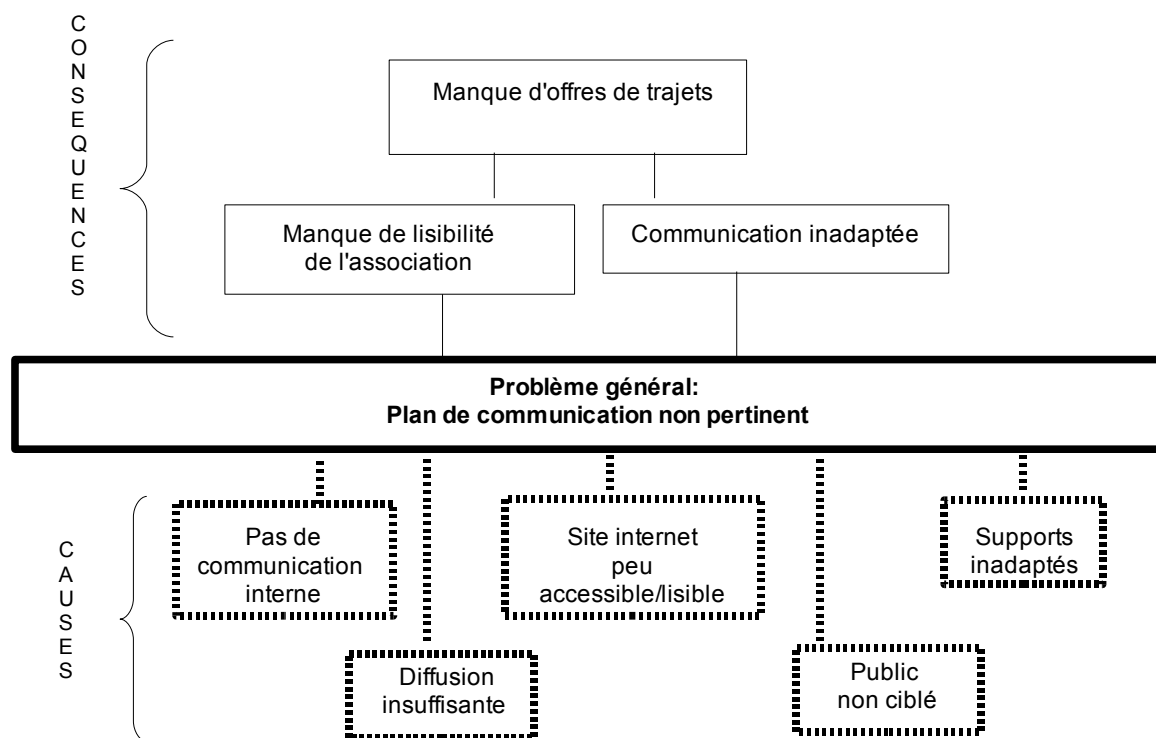 CONSEQUENCES
Manque d'offres de trajets
Manque de lisibilité
de l'association
Communication inadaptée
Problème général:
Plan de communication non pertinent
CAUSES
Pas de
communication
interne
Site internet
peu
accessible/lisible
Supports
inadaptés
Diffusion
insuffisante
Public
non ciblé